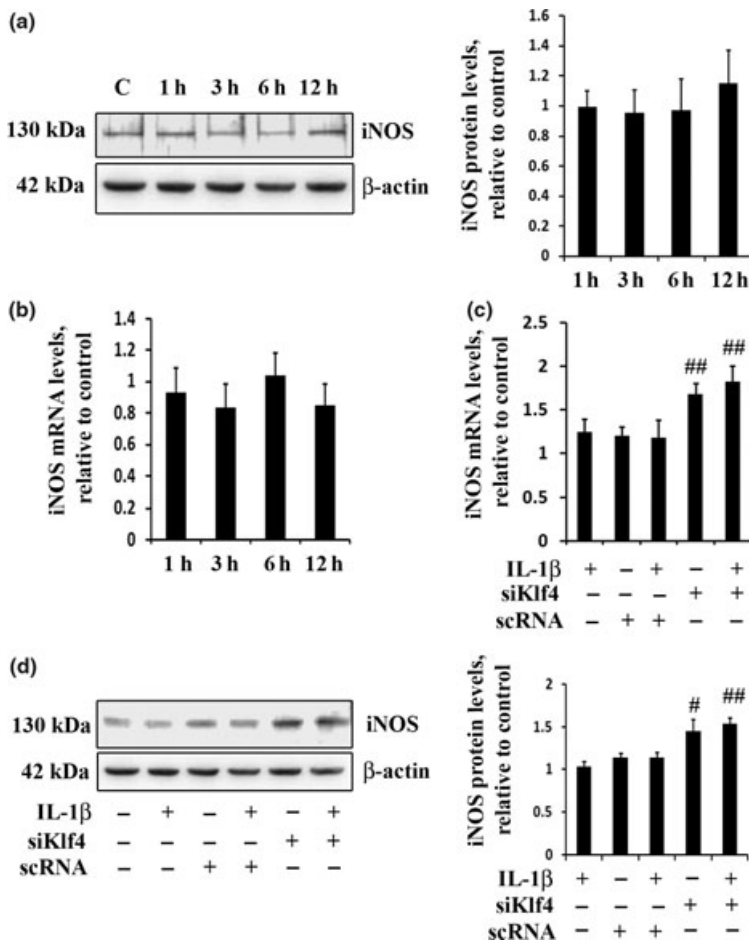 (a)
C 1 h 3 h 6 h 12 h
130 kDa iNOS
42 kDa β-actin
iNOS protein levels,
relative to control
1.6
1.4
1.2
1
0.8
0.6
0.4
0.2
0
1 h 3 h 6 h 12 h
(b)
iNOS mRNA levels,
relative to control
1.4
1.2
1
0.8
0.6
0.4
0.2
0
1 h 3 h 6 h 12 h
(c)
iNOS mRNA levels,
relative to control
2.5
2
1.5
1
0.5
0
## ##
IL-1β + – + – +
siKlf4 – – – + +
scRNA – + + – –
(d)
130 kDa iNOS
42 kDa β-actin
IL-1β – + – + – +
siKlf4 – – – – + +
scRNA – – + + – –
iNOS protein levels,
relative to control
2
1.5
1
0.5
0
# ##
IL-1β + – + – +
siKlf4 – – – + +
scRNA – + + – –